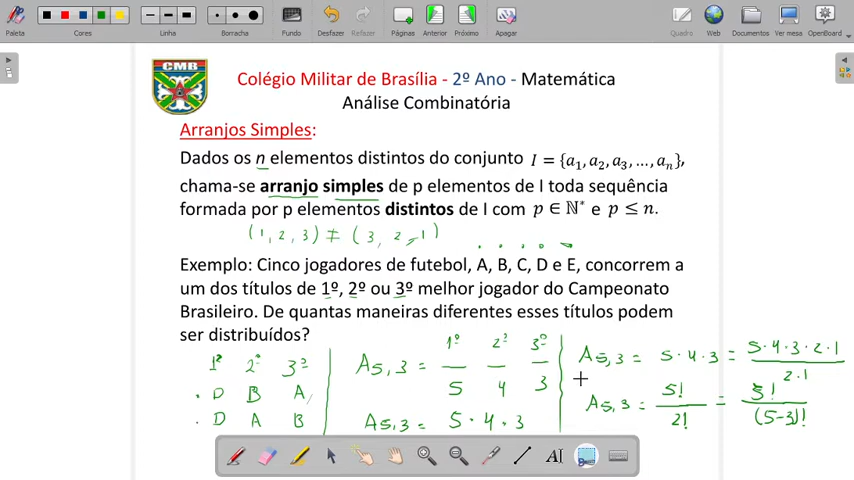 Paleta Cores Linha Borracha Fundo Desfazer Refazer Páginas Anterior Próximo Apagar Quadro Web Documentos Ver mesa OpenBoard
CMB
Colégio Militar de Brasília - 2º Ano - Matemática
Análise Combinatória
Arranjos Simples:
Dados os n elementos distintos do conjunto I = {a₁, a₂, a₃, ..., aₙ},
chama-se arranjo simples de p elementos de I toda sequência
formada por p elementos distintos de I com p ∈ ℕ* e p ≤ n.
(1, 2, 3) ≠ (3, 2, 1)
Exemplo: Cinco jogadores de futebol, A, B, C, D e E, concorrem a
um dos títulos de 1º, 2º ou 3º melhor jogador do Campeonato
Brasileiro. De quantas maneiras diferentes esses títulos podem
ser distribuídos?
1º 2º 3º
D B A
D A B
1º 2º 3º
A5,3 = __ __ __
5 4 3
A5,3 = 5 · 4 · 3
A5,3 = 5 · 4 · 3 = 5 · 4 · 3 · 2 · 1 / 2 · 1
A5,3 = 5! / 2! = 5! / (5-3)!